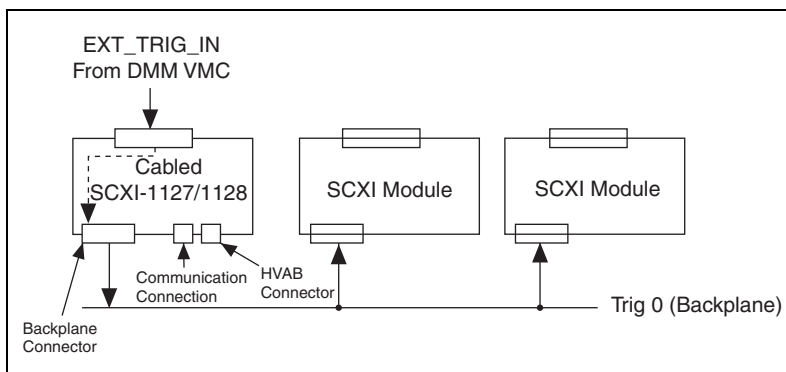 EXT_TRIG_IN
From DMM VMC
Cabled
SCXI-1127/1128
SCXI Module
SCXI Module
Communication
Connection
HVAB
Connector
Backplane
Connector
Trig 0 (Backplane)